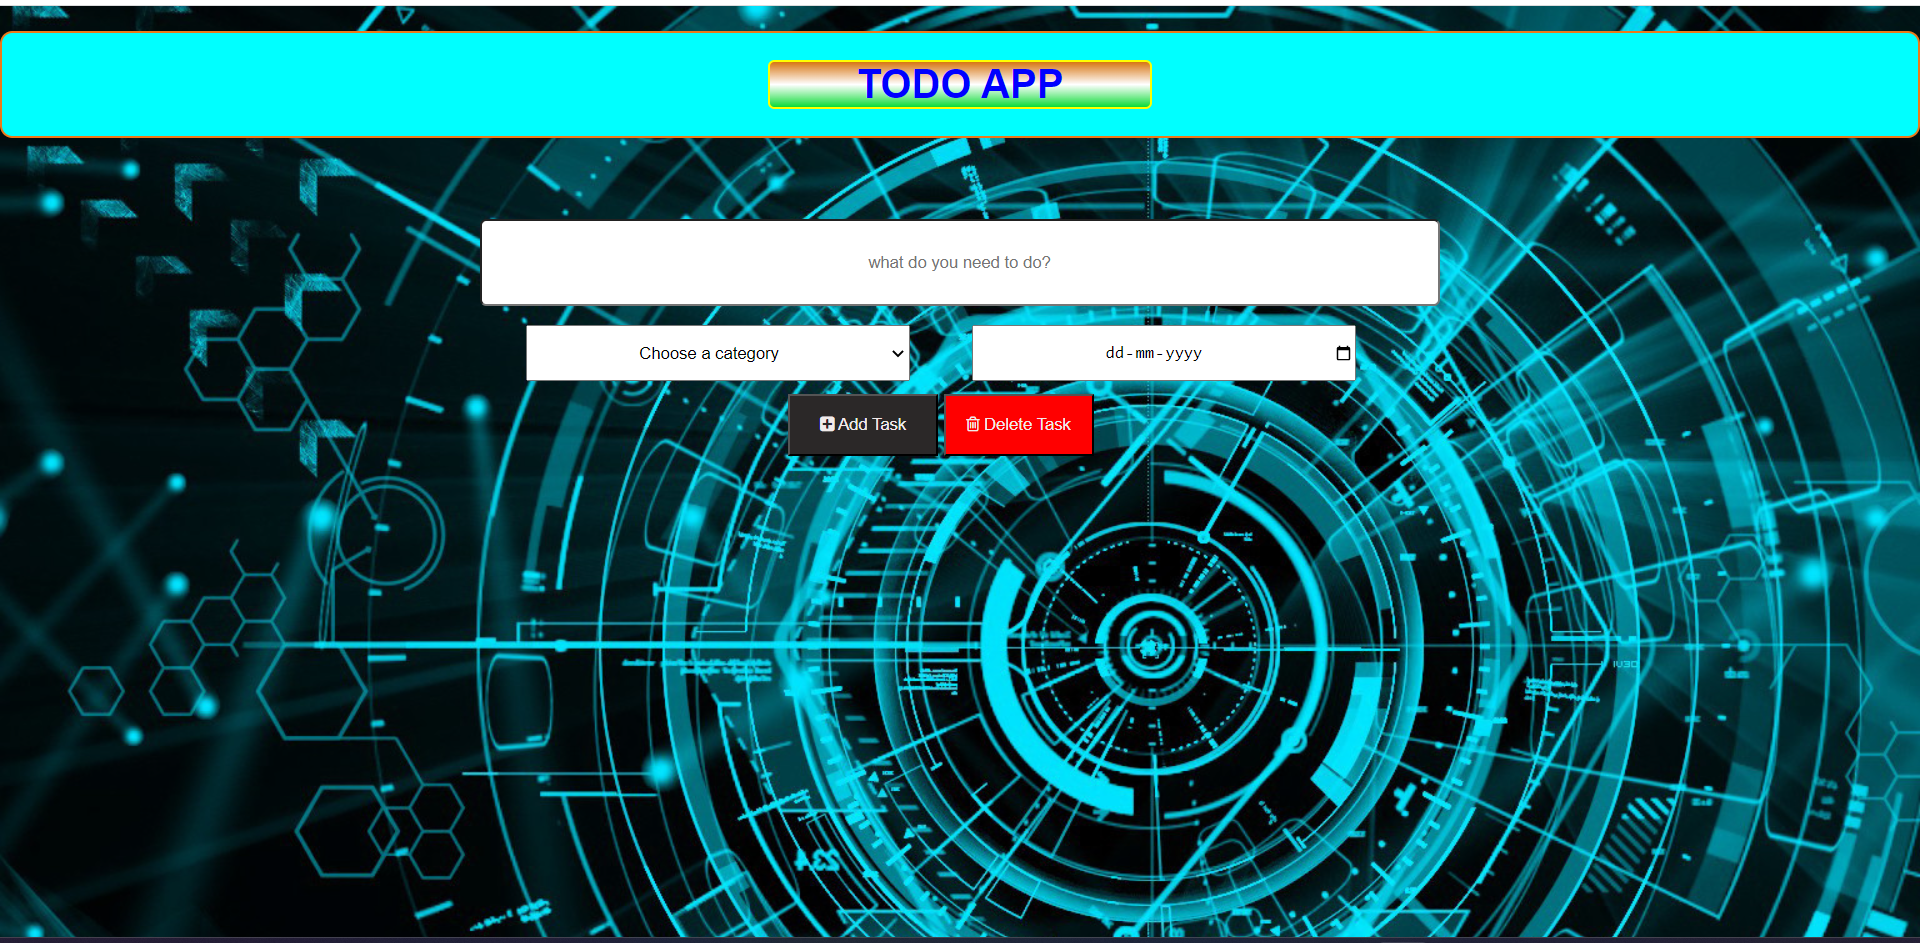 TODO APP
what do you need to do?
Choose a category
dd-mm-yyyy
Add Task
Delete Task